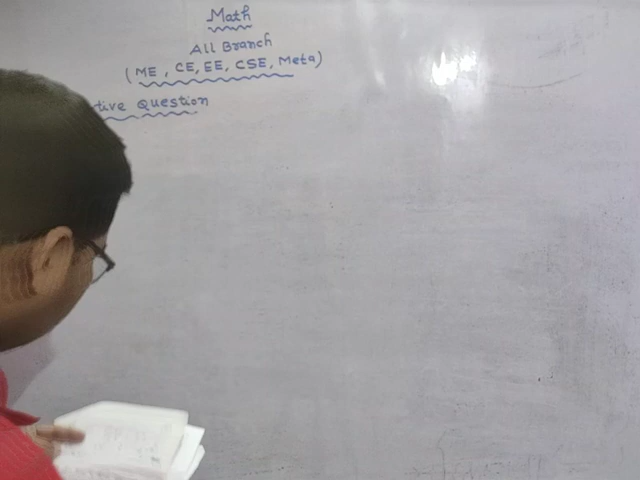 Math
All Branch
(ME, CE, EE, CSE, Meta)
tive Question